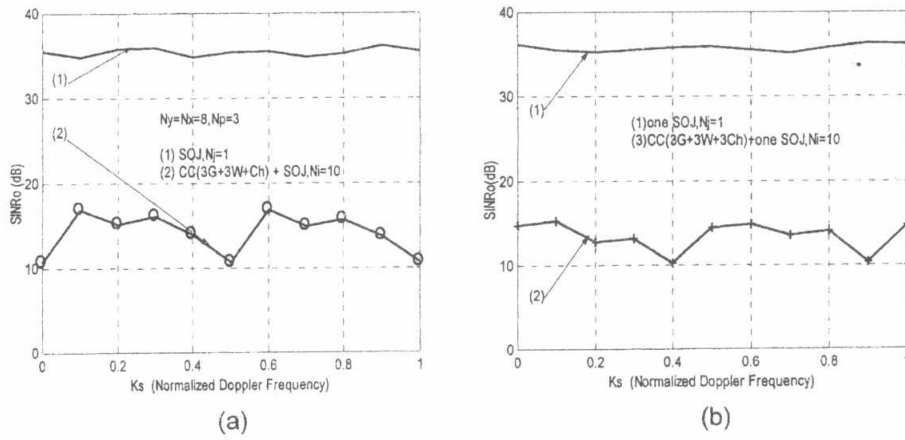 50
40
30
20
10
0
SINRo (dB)
(1)
(2)
Ny=Nx=8,Np=3
(1) SOJ,Nj=1
(2) CC(3G+3W+Ch) + SOJ,Ni=10
0 0.2 0.4 0.6 0.8 1
Ks (Normalized Doppler Frequency)
(a)
50
40
30
20
10
0
SINRo(dB)
(1)
(1)one SOJ,Nj=1
(3)CC(3G+3W+3Ch)+one SOJ,Ni=10
(2)
0 0.2 0.4 0.6 0.8 1
Ks (Normalized Doppler Frequency)
(b)